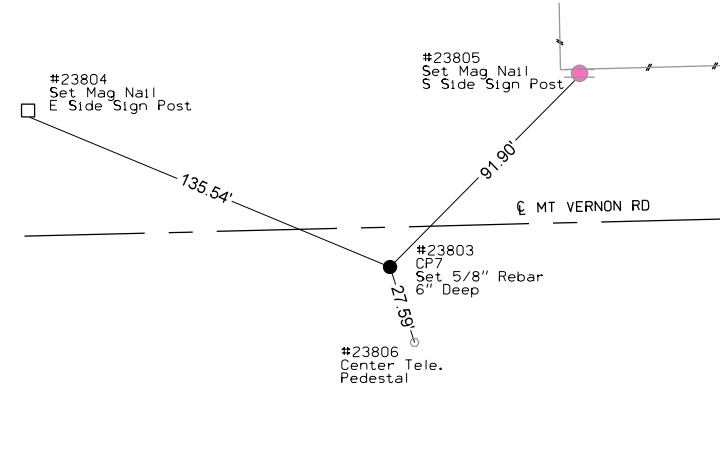 #23804
Set Mag Nail
E Side Sign Post
#23805
Set Mag Nail
S Side Sign Post
135.54'
91.90'
℄ MT VERNON RD
#23803
CP7
Set 5/8" Rebar
6" Deep
27.59'
#23806
Center Tele.
Pedestal